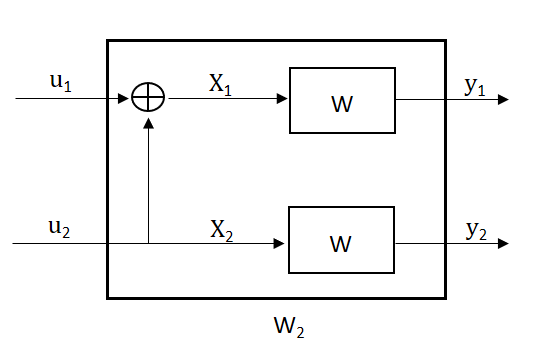 u₁ X₁ W y₁
u₂ X₂ W y₂
W₂